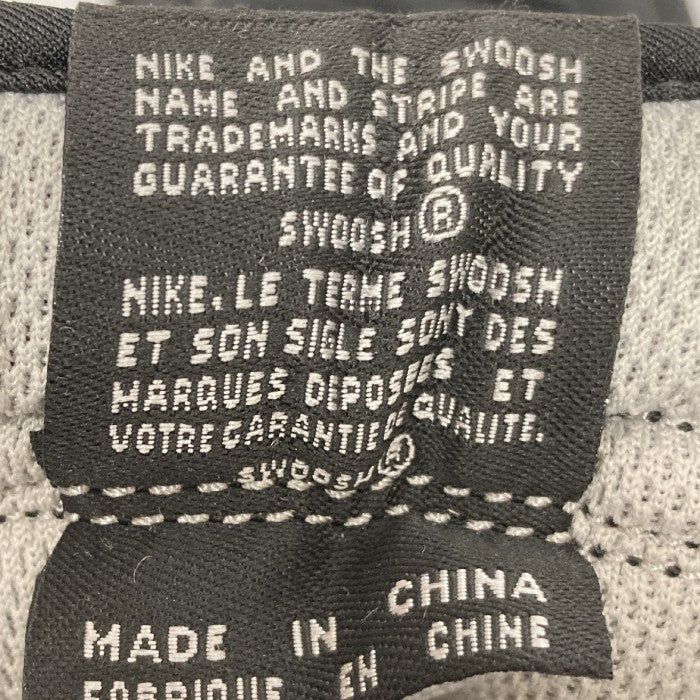 NIKE AND THE SWOOSH
NAME AND STRIPE ARE
TRADEMARKS AND YOUR
GUARANTEE OF QUALITY
SWOOSH®
NIKE, LE TERME SWOOSH
ET SON SIGLE SONT DES
MARQUES DEPOSEES ET
VOTRE GARANTIE DE QUALITE.
SWOOSH®
MADE IN CHINA
FABRIQUE EN CHINE